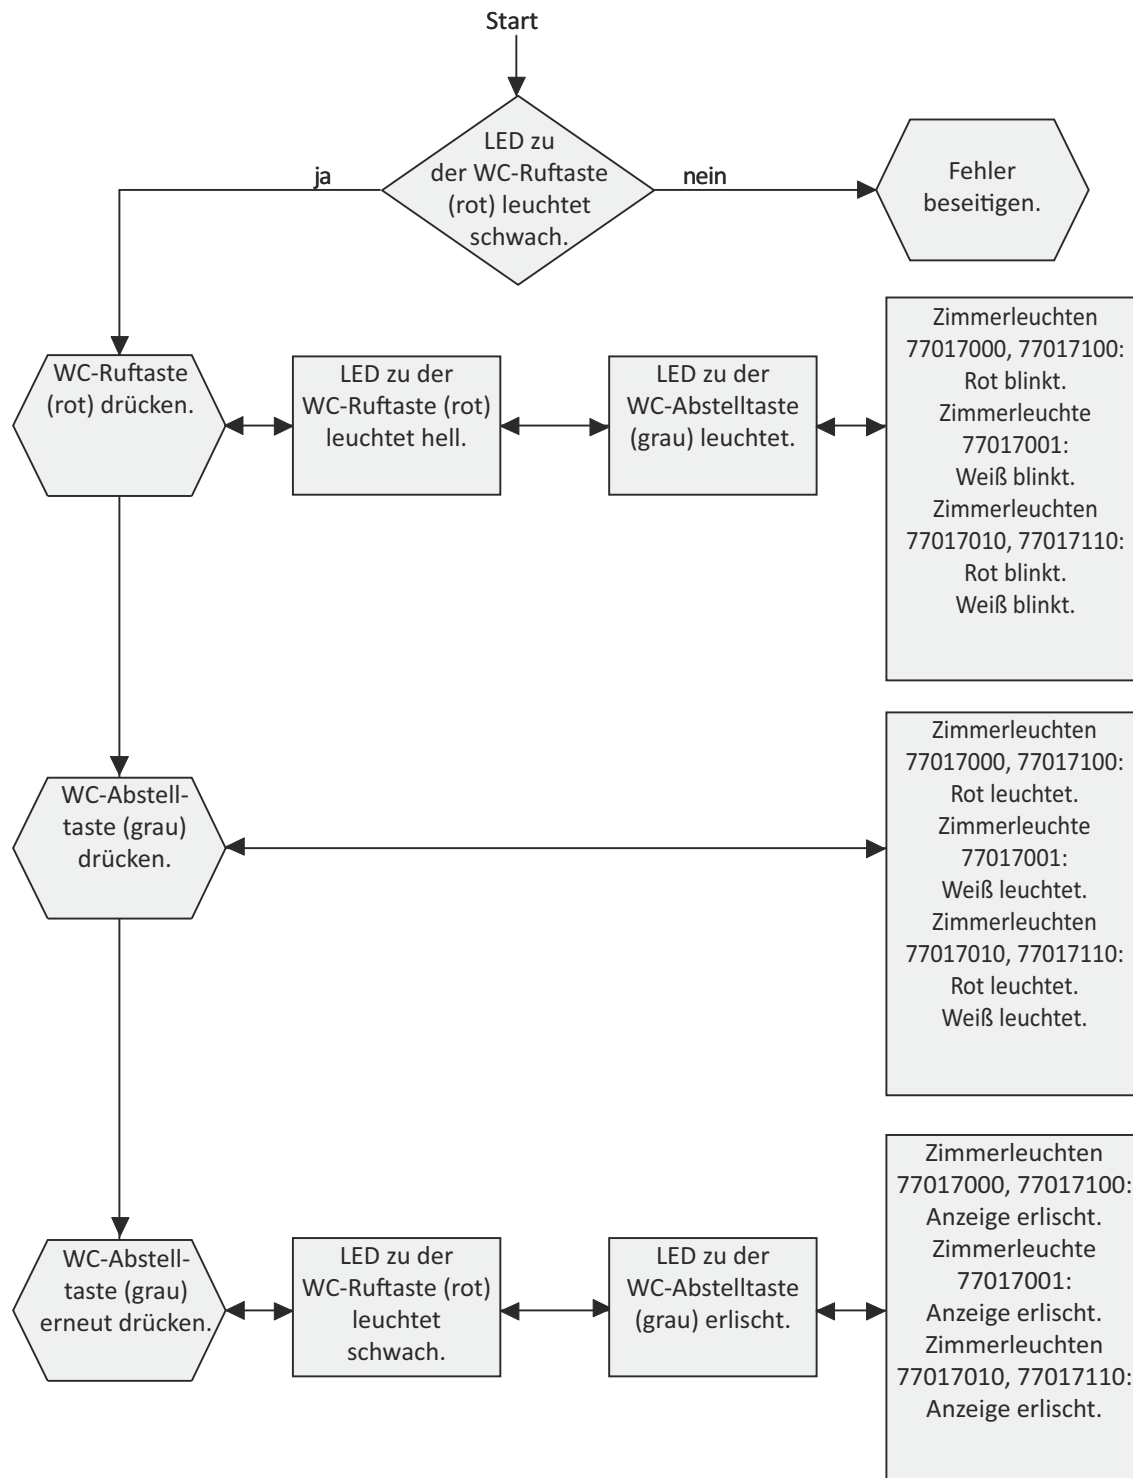 Start
LED zu
der WC-Ruftaste
(rot) leuchtet
schwach.
ja
nein
Fehler
beseitigen.
WC-Ruftaste
(rot) drücken.
LED zu der
WC-Ruftaste (rot)
leuchtet hell.
LED zu der
WC-Abstelltaste
(grau) leuchtet.
Zimmerleuchten
77017000, 77017100:
Rot blinkt.
Zimmerleuchte
77017001:
Weiß blinkt.
Zimmerleuchten
77017010, 77017110:
Rot blinkt.
Weiß blinkt.
WC-Abstell-
taste (grau)
drücken.
Zimmerleuchten
77017000, 77017100:
Rot leuchtet.
Zimmerleuchte
77017001:
Weiß leuchtet.
Zimmerleuchten
77017010, 77017110:
Rot leuchtet.
Weiß leuchtet.
WC-Abstell-
taste (grau)
erneut drücken.
LED zu der
WC-Ruftaste (rot)
leuchtet
schwach.
LED zu der
WC-Abstelltaste
(grau) erlischt.
Zimmerleuchten
77017000, 77017100:
Anzeige erlischt.
Zimmerleuchte
77017001:
Anzeige erlischt.
Zimmerleuchten
77017010, 77017110:
Anzeige erlischt.